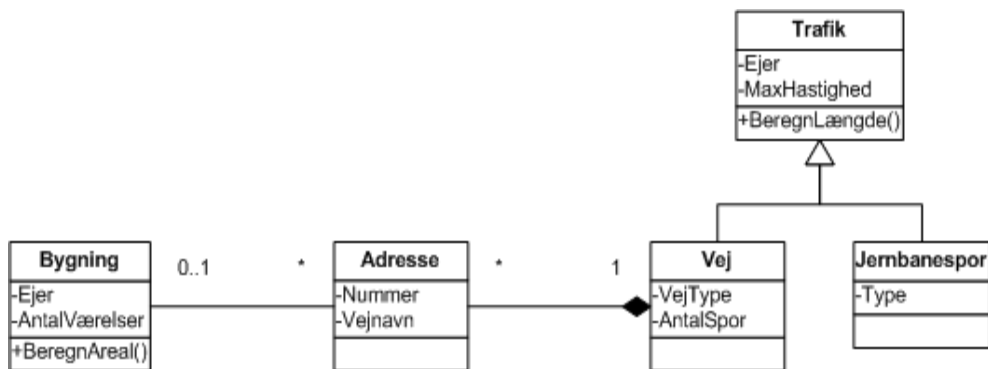 Trafik
-Ejer
-MaxHastighed
+BeregnLængde()
Bygning
-Ejer
-AntalVærelser
+BeregnAreal()
0..1
*
Adresse
-Nummer
-Vejnavn
*
1
Vej
-VejType
-AntalSpor
Jernbanespor
-Type